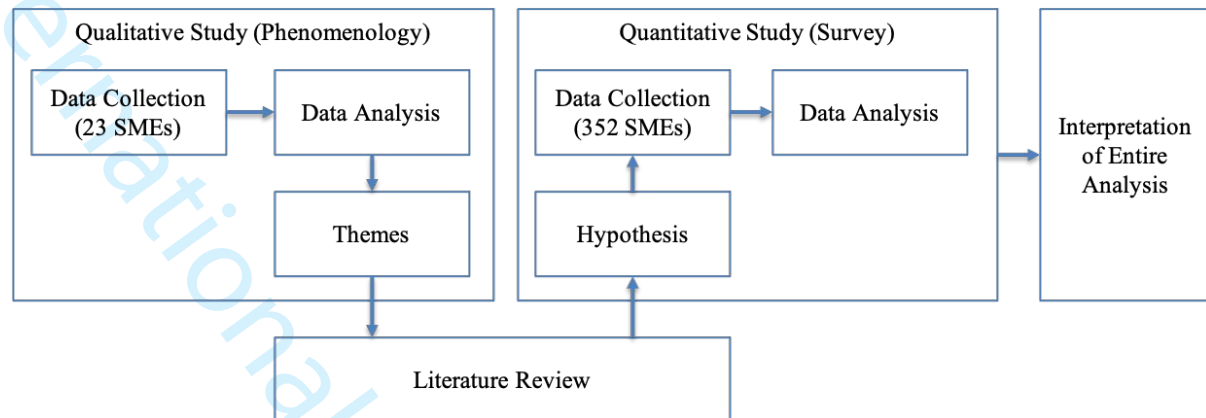 Qualitative Study (Phenomenology)
Data Collection
(23 SMEs)
Data Analysis
Themes
Quantitative Study (Survey)
Data Collection
(352 SMEs)
Data Analysis
Hypothesis
Interpretation
of Entire
Analysis
Literature Review
ernational